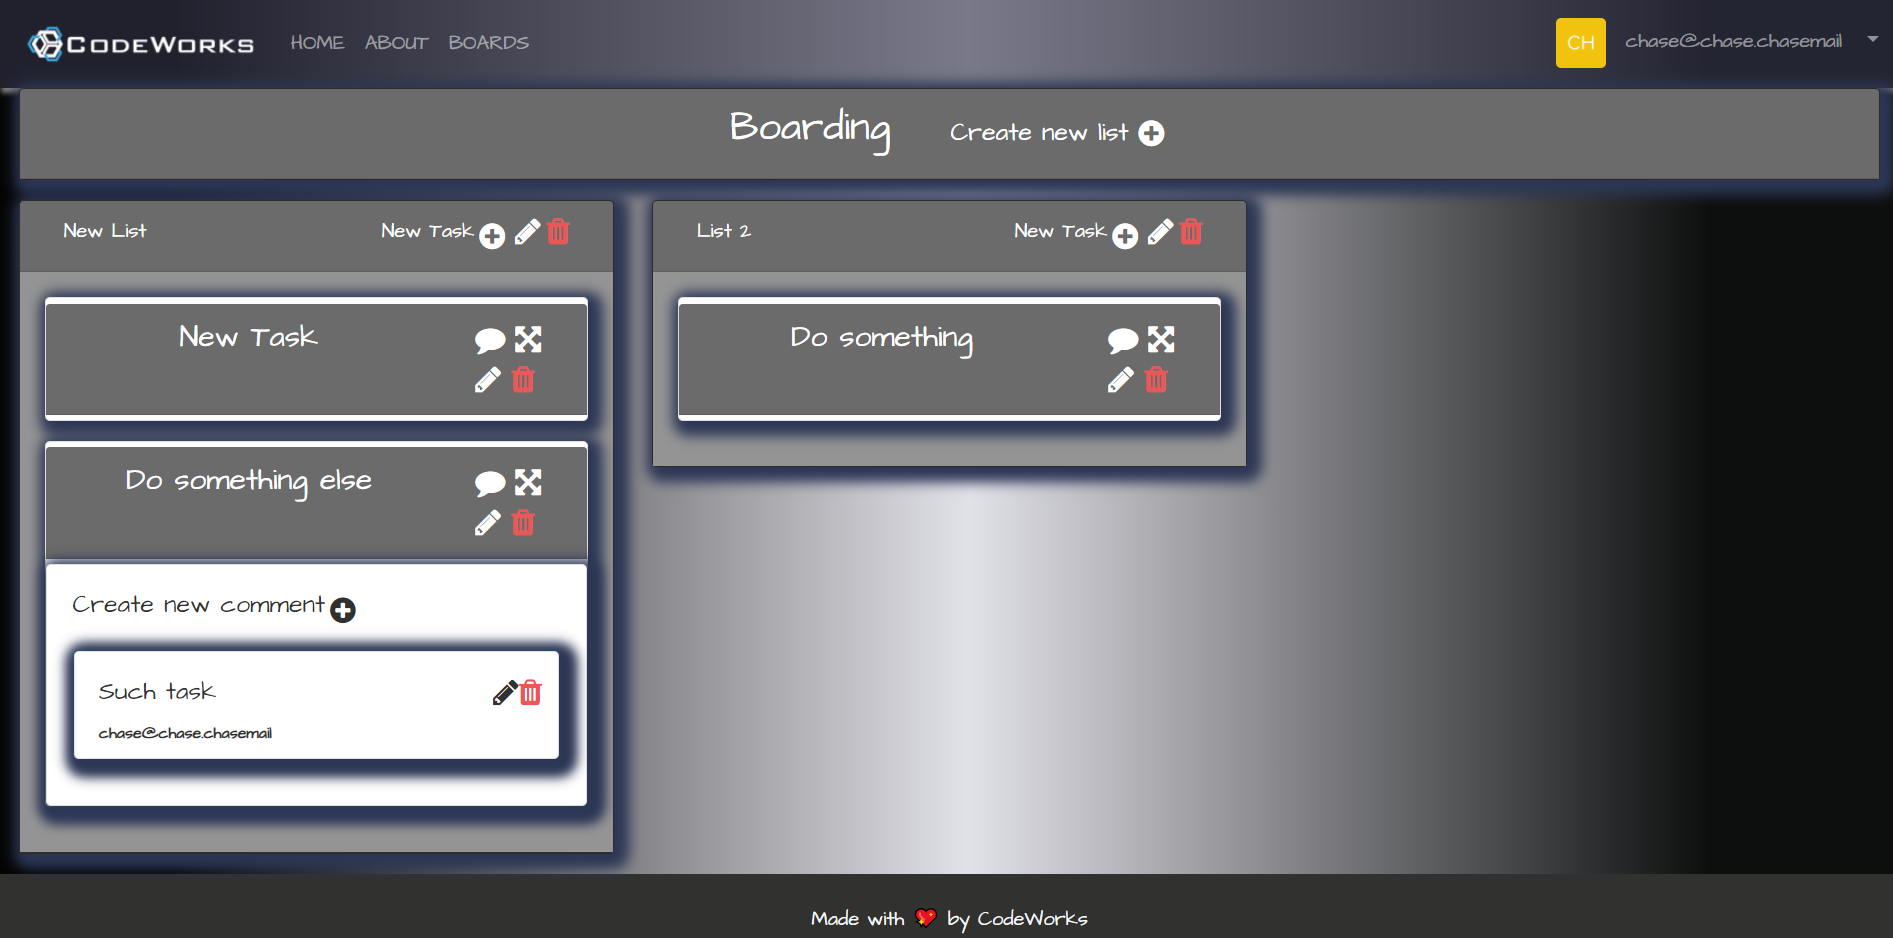 CodeWorks HOME ABOUT BOARDS CH chase@chase.chasemail
Boarding Create new list
New List New Task
New Task
Do something else
Create new comment
Such task
chase@chase.chasemail
List 2 New Task
Do something
Made with 💖 by CodeWorks